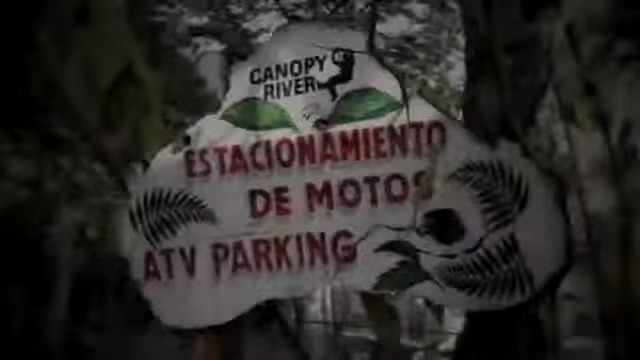 CANOPY
RIVER
ESTACIONAMIENTO
DE MOTOS
ATV PARKING